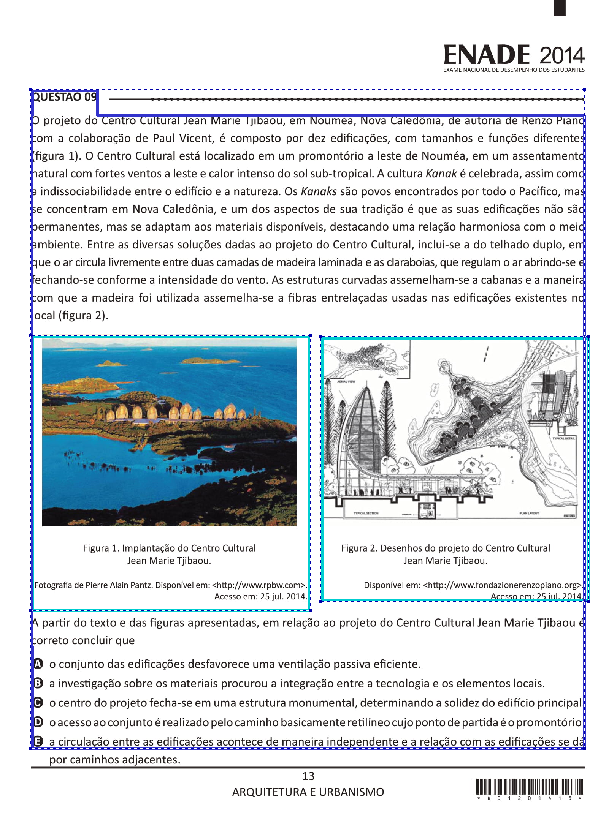 ENADE 2014
EXAME NACIONAL DE DESEMPENHO DOS ESTUDANTES
QUESTÃO 09
O projeto do Centro Cultural Jean Marie Tjibaou, em Nouméa, Nova Caledônia, de autoria de Renzo Piano
com a colaboração de Paul Vicent, é composto por dez edificações, com tamanhos e funções diferentes
(figura 1). O Centro Cultural está localizado em um promontório a leste de Nouméa, em um assentamento
natural com fortes ventos a leste e calor intenso do sol sub-tropical. A cultura Kanak é celebrada, assim como
a indissociabilidade entre o edifício e a natureza. Os Kanaks são povos encontrados por todo o Pacífico, mas
se concentram em Nova Caledônia, e um dos aspectos de sua tradição é que as suas edificações não são
permanentes, mas se adaptam aos materiais disponíveis, destacando uma relação harmoniosa com o meio
ambiente. Entre as diversas soluções dadas ao projeto do Centro Cultural, inclui-se a do telhado duplo, em
que o ar circula livremente entre duas camadas de madeira laminada e as claraboias, que regulam o ar abrindo-se e
fechando-se conforme a intensidade do vento. As estruturas curvadas assemelham-se a cabanas e a maneira
com que a madeira foi utilizada assemelha-se a fibras entrelaçadas usadas nas edificações existentes no
local (figura 2).
AERIAL VIEW
TYPICAL DETAIL
TYPICAL SECTION
PLAN LAYOUT
Figura 1. Implantação do Centro Cultural
Jean Marie Tjibaou.
Fotografia de Pierre Alain Pantz. Disponível em: <http://www.rpbw.com>.
Acesso em: 25 jul. 2014.
Figura 2. Desenhos do projeto do Centro Cultural
Jean Marie Tjibaou.
Disponível em: <http://www.fondazionerenzopiano.org>.
Acesso em: 25 jul. 2014.
A partir do texto e das figuras apresentadas, em relação ao projeto do Centro Cultural Jean Marie Tjibaou é
correto concluir que
A o conjunto das edificações desfavorece uma ventilação passiva eficiente.
B a investigação sobre os materiais procurou a integração entre a tecnologia e os elementos locais.
C o centro do projeto fecha-se em uma estrutura monumental, determinando a solidez do edifício principal.
D o acesso ao conjunto é realizado pelo caminho basicamente retilíneo cujo ponto de partida é o promontório.
E a circulação entre as edificações acontece de maneira independente e a relação com as edificações se dá
por caminhos adjacentes.
13
ARQUITETURA E URBANISMO